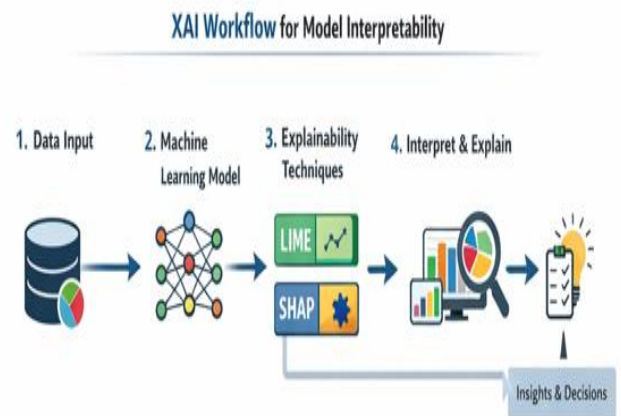 XAI Workflow for Model Interpretability
1. Data Input
2. Machine
Learning Model
3. Explainability
Techniques
4. Interpret & Explain
LIME
SHAP
Insights & Decisions